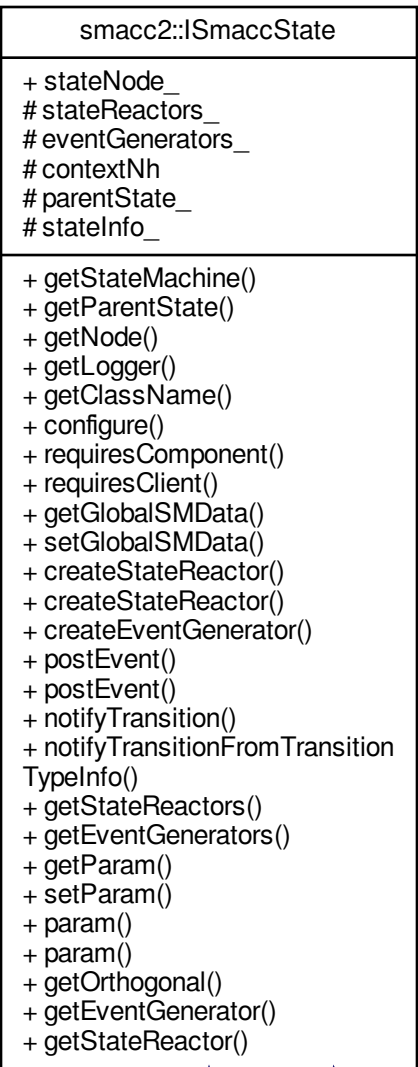 smacc2::ISmaccState
+ stateNode_
# stateReactors_
# eventGenerators_
# contextNh
# parentState_
# stateInfo_
+ getStateMachine()
+ getParentState()
+ getNode()
+ getLogger()
+ getClassName()
+ configure()
+ requiresComponent()
+ requiresClient()
+ getGlobalSMData()
+ setGlobalSMData()
+ createStateReactor()
+ createStateReactor()
+ createEventGenerator()
+ postEvent()
+ postEvent()
+ notifyTransition()
+ notifyTransitionFromTransition
TypeInfo()
+ getStateReactors()
+ getEventGenerators()
+ getParam()
+ setParam()
+ param()
+ param()
+ getOrthogonal()
+ getEventGenerator()
+ getStateReactor()